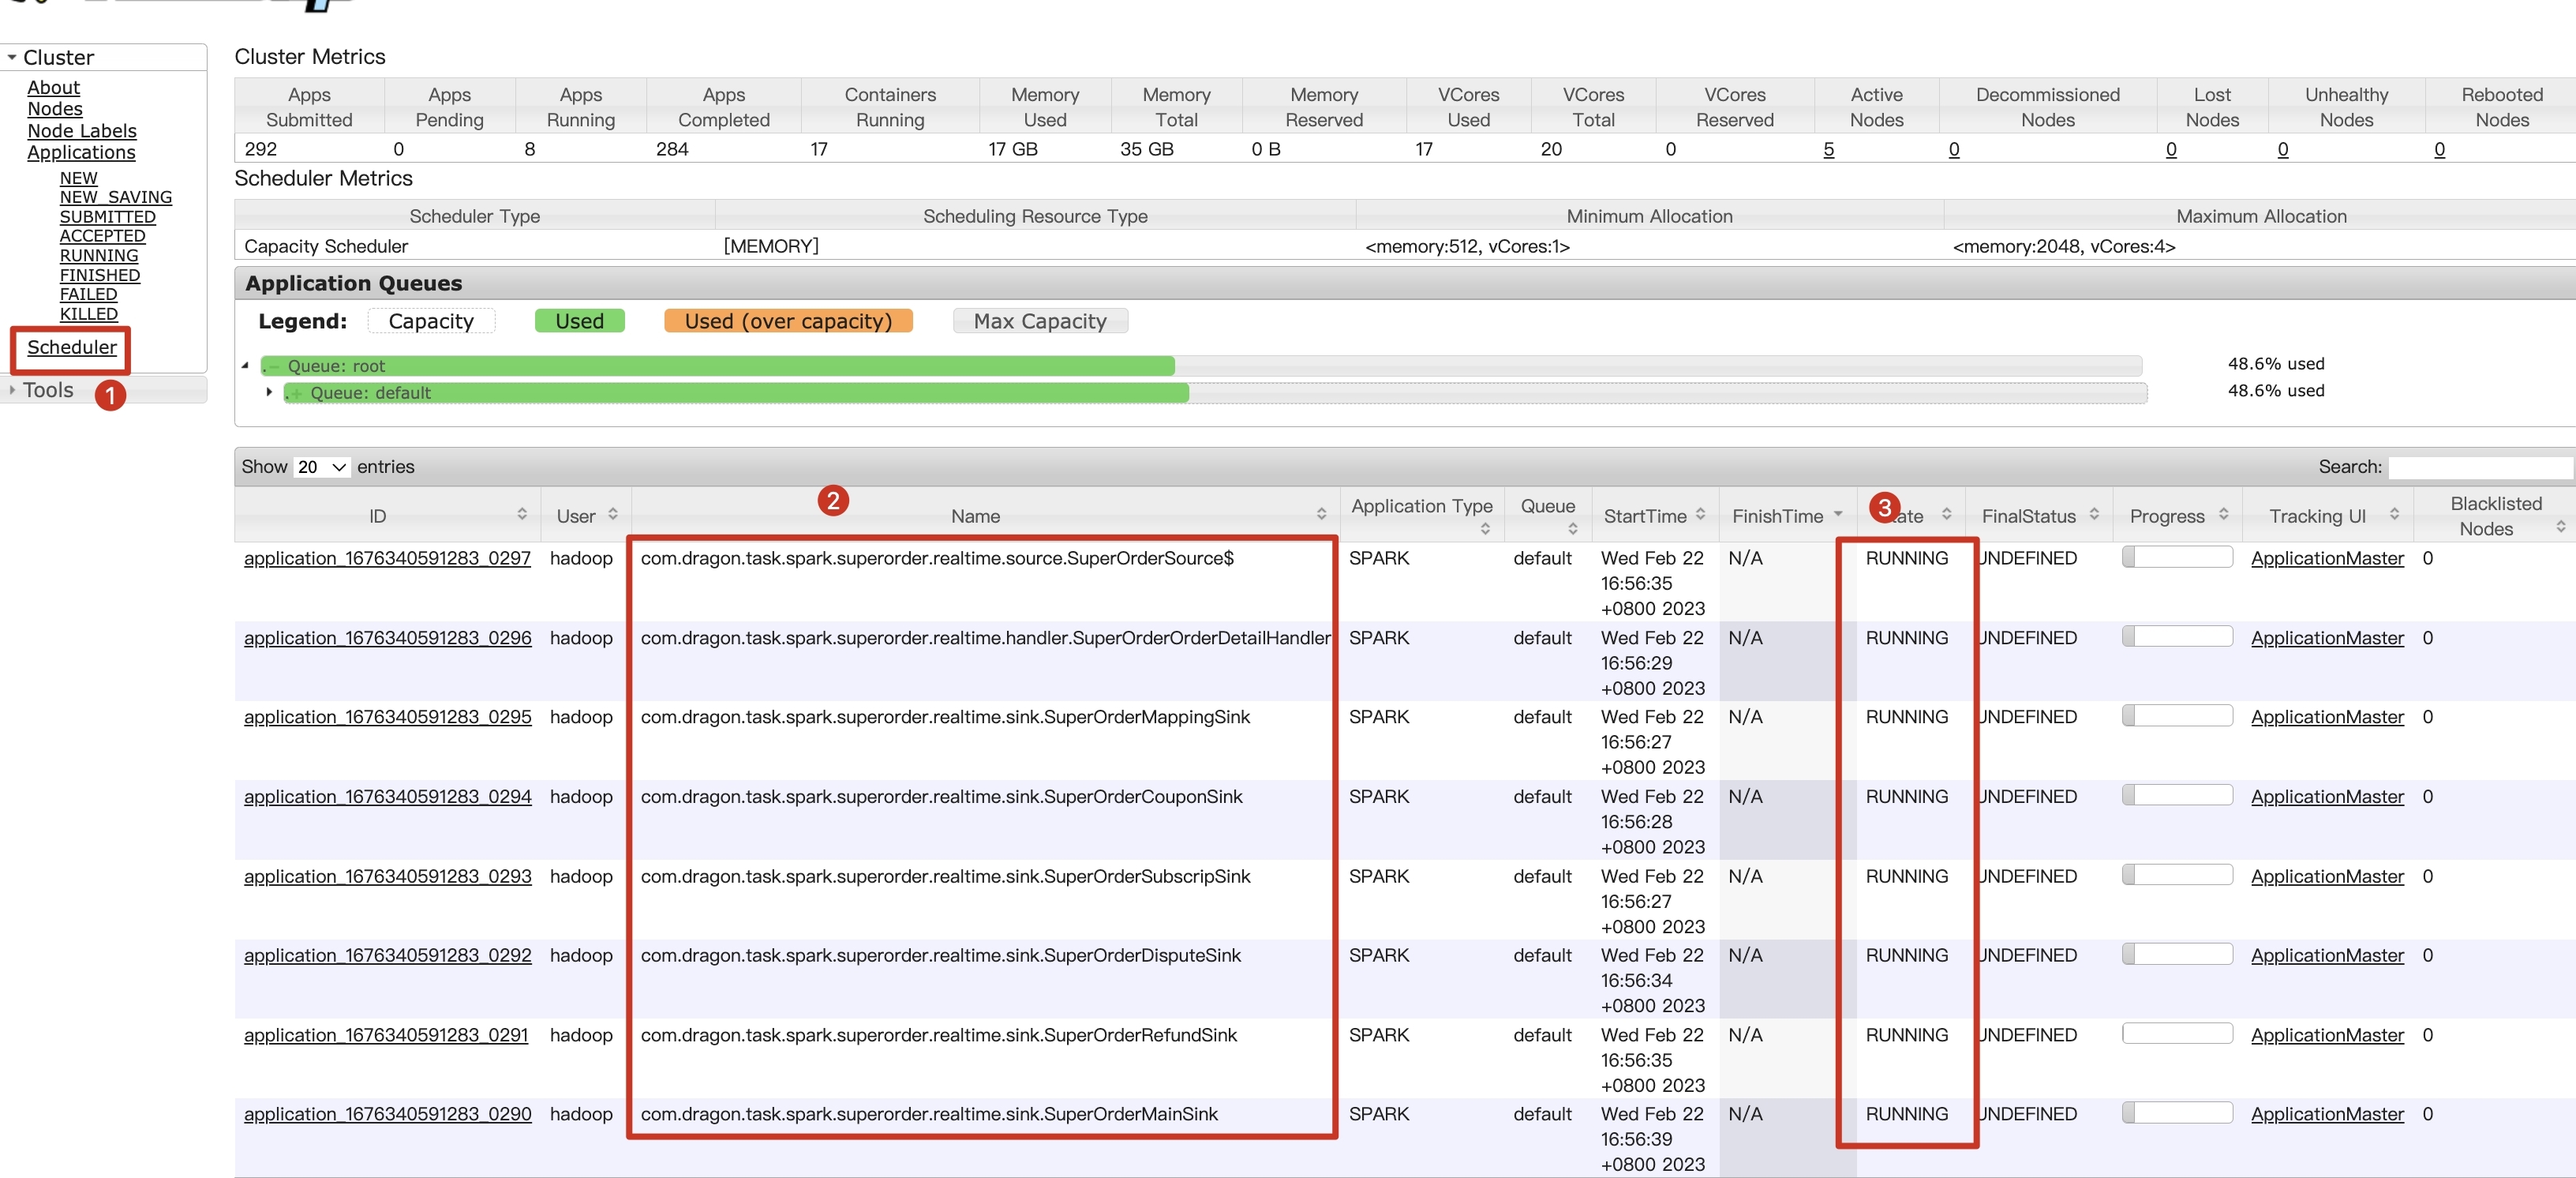 Cluster
About
Nodes
Node Labels
Applications
NEW
NEW_SAVING
SUBMITTED
ACCEPTED
RUNNING
FINISHED
FAILED
KILLED
Scheduler
Tools
1
Cluster Metrics
Apps Submitted Apps Pending Apps Running Apps Completed Containers Running Memory Used Memory Total Memory Reserved VCores Used VCores Total VCores Reserved Active Nodes Decommissioned Nodes Lost Nodes Unhealthy Nodes Rebooted Nodes
292 0 8 284 17 17 GB 35 GB 0 B 17 20 0 5 0 0 0 0
Scheduler Metrics
Scheduler Type Scheduling Resource Type Minimum Allocation Maximum Allocation
Capacity Scheduler [MEMORY] <memory:512, vCores:1> <memory:2048, vCores:4>
Application Queues
Legend: Capacity Used Used (over capacity) Max Capacity
Queue: root 48.6% used
Queue: default 48.6% used
Show 20 entries Search:
2 3
ID User Name Application Type Queue StartTime FinishTime FinalStatus Progress Tracking UI Blacklisted Nodes
application_1676340591283_0297 hadoop com.dragon.task.spark.superorder.realtime.source.SuperOrderSource$ SPARK default Wed Feb 22 N/A RUNNING UNDEFINED ApplicationMaster 0
16:56:35
+0800 2023
application_1676340591283_0296 hadoop com.dragon.task.spark.superorder.realtime.handler.SuperOrderOrderDetailHandler SPARK default Wed Feb 22 N/A RUNNING UNDEFINED ApplicationMaster 0
16:56:29
+0800 2023
application_1676340591283_0295 hadoop com.dragon.task.spark.superorder.realtime.sink.SuperOrderMappingSink SPARK default Wed Feb 22 N/A RUNNING UNDEFINED ApplicationMaster 0
16:56:27
+0800 2023
application_1676340591283_0294 hadoop com.dragon.task.spark.superorder.realtime.sink.SuperOrderCouponSink SPARK default Wed Feb 22 N/A RUNNING UNDEFINED ApplicationMaster 0
16:56:28
+0800 2023
application_1676340591283_0293 hadoop com.dragon.task.spark.superorder.realtime.sink.SuperOrderSubscripSink SPARK default Wed Feb 22 N/A RUNNING UNDEFINED ApplicationMaster 0
16:56:27
+0800 2023
application_1676340591283_0292 hadoop com.dragon.task.spark.superorder.realtime.sink.SuperOrderDisputeSink SPARK default Wed Feb 22 N/A RUNNING UNDEFINED ApplicationMaster 0
16:56:34
+0800 2023
application_1676340591283_0291 hadoop com.dragon.task.spark.superorder.realtime.sink.SuperOrderRefundSink SPARK default Wed Feb 22 N/A RUNNING UNDEFINED ApplicationMaster 0
16:56:35
+0800 2023
application_1676340591283_0290 hadoop com.dragon.task.spark.superorder.realtime.sink.SuperOrderMainSink SPARK default Wed Feb 22 N/A RUNNING UNDEFINED ApplicationMaster 0
16:56:39
+0800 2023